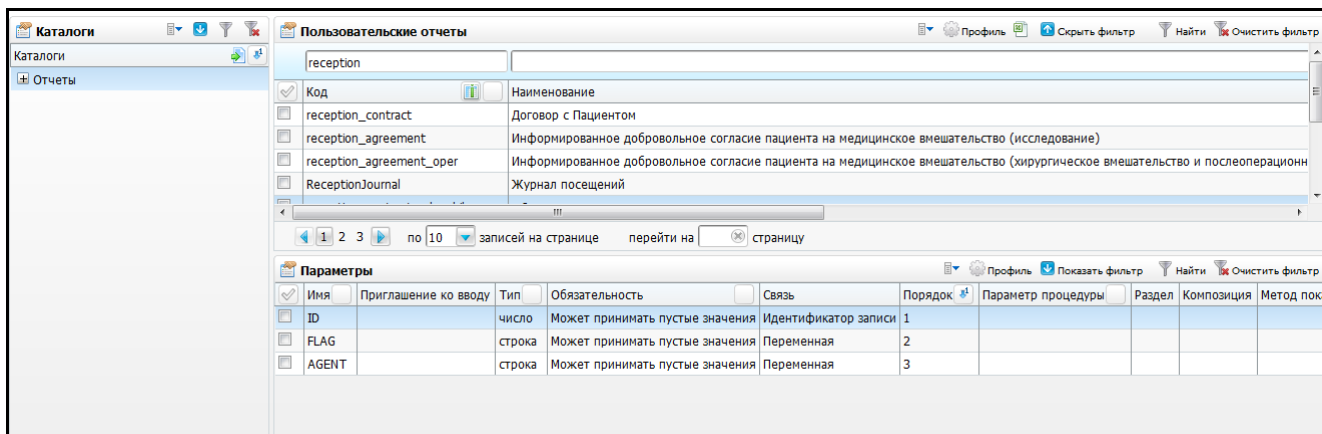 Каталоги
Каталоги
Отчеты
Пользовательские отчеты Профиль Скрыть фильтр Найти Очистить фильтр
reception
Код Наименование
reception_contract Договор с Пациентом
reception_agreement Информированное добровольное согласие пациента на медицинское вмешательство (исследование)
reception_agreement_oper Информированное добровольное согласие пациента на медицинское вмешательство (хирургическое вмешательство и послеоперационн
ReceptionJournal Журнал посещений
1 2 3 по 10 записей на странице перейти на страницу
Параметры Профиль Показать фильтр Найти Очистить фильтр
Имя Приглашение ко вводу Тип Обязательность Связь Порядок Параметр процедуры Раздел Композиция Метод пок
ID число Может принимать пустые значения Идентификатор записи 1
FLAG строка Может принимать пустые значения Переменная 2
AGENT строка Может принимать пустые значения Переменная 3